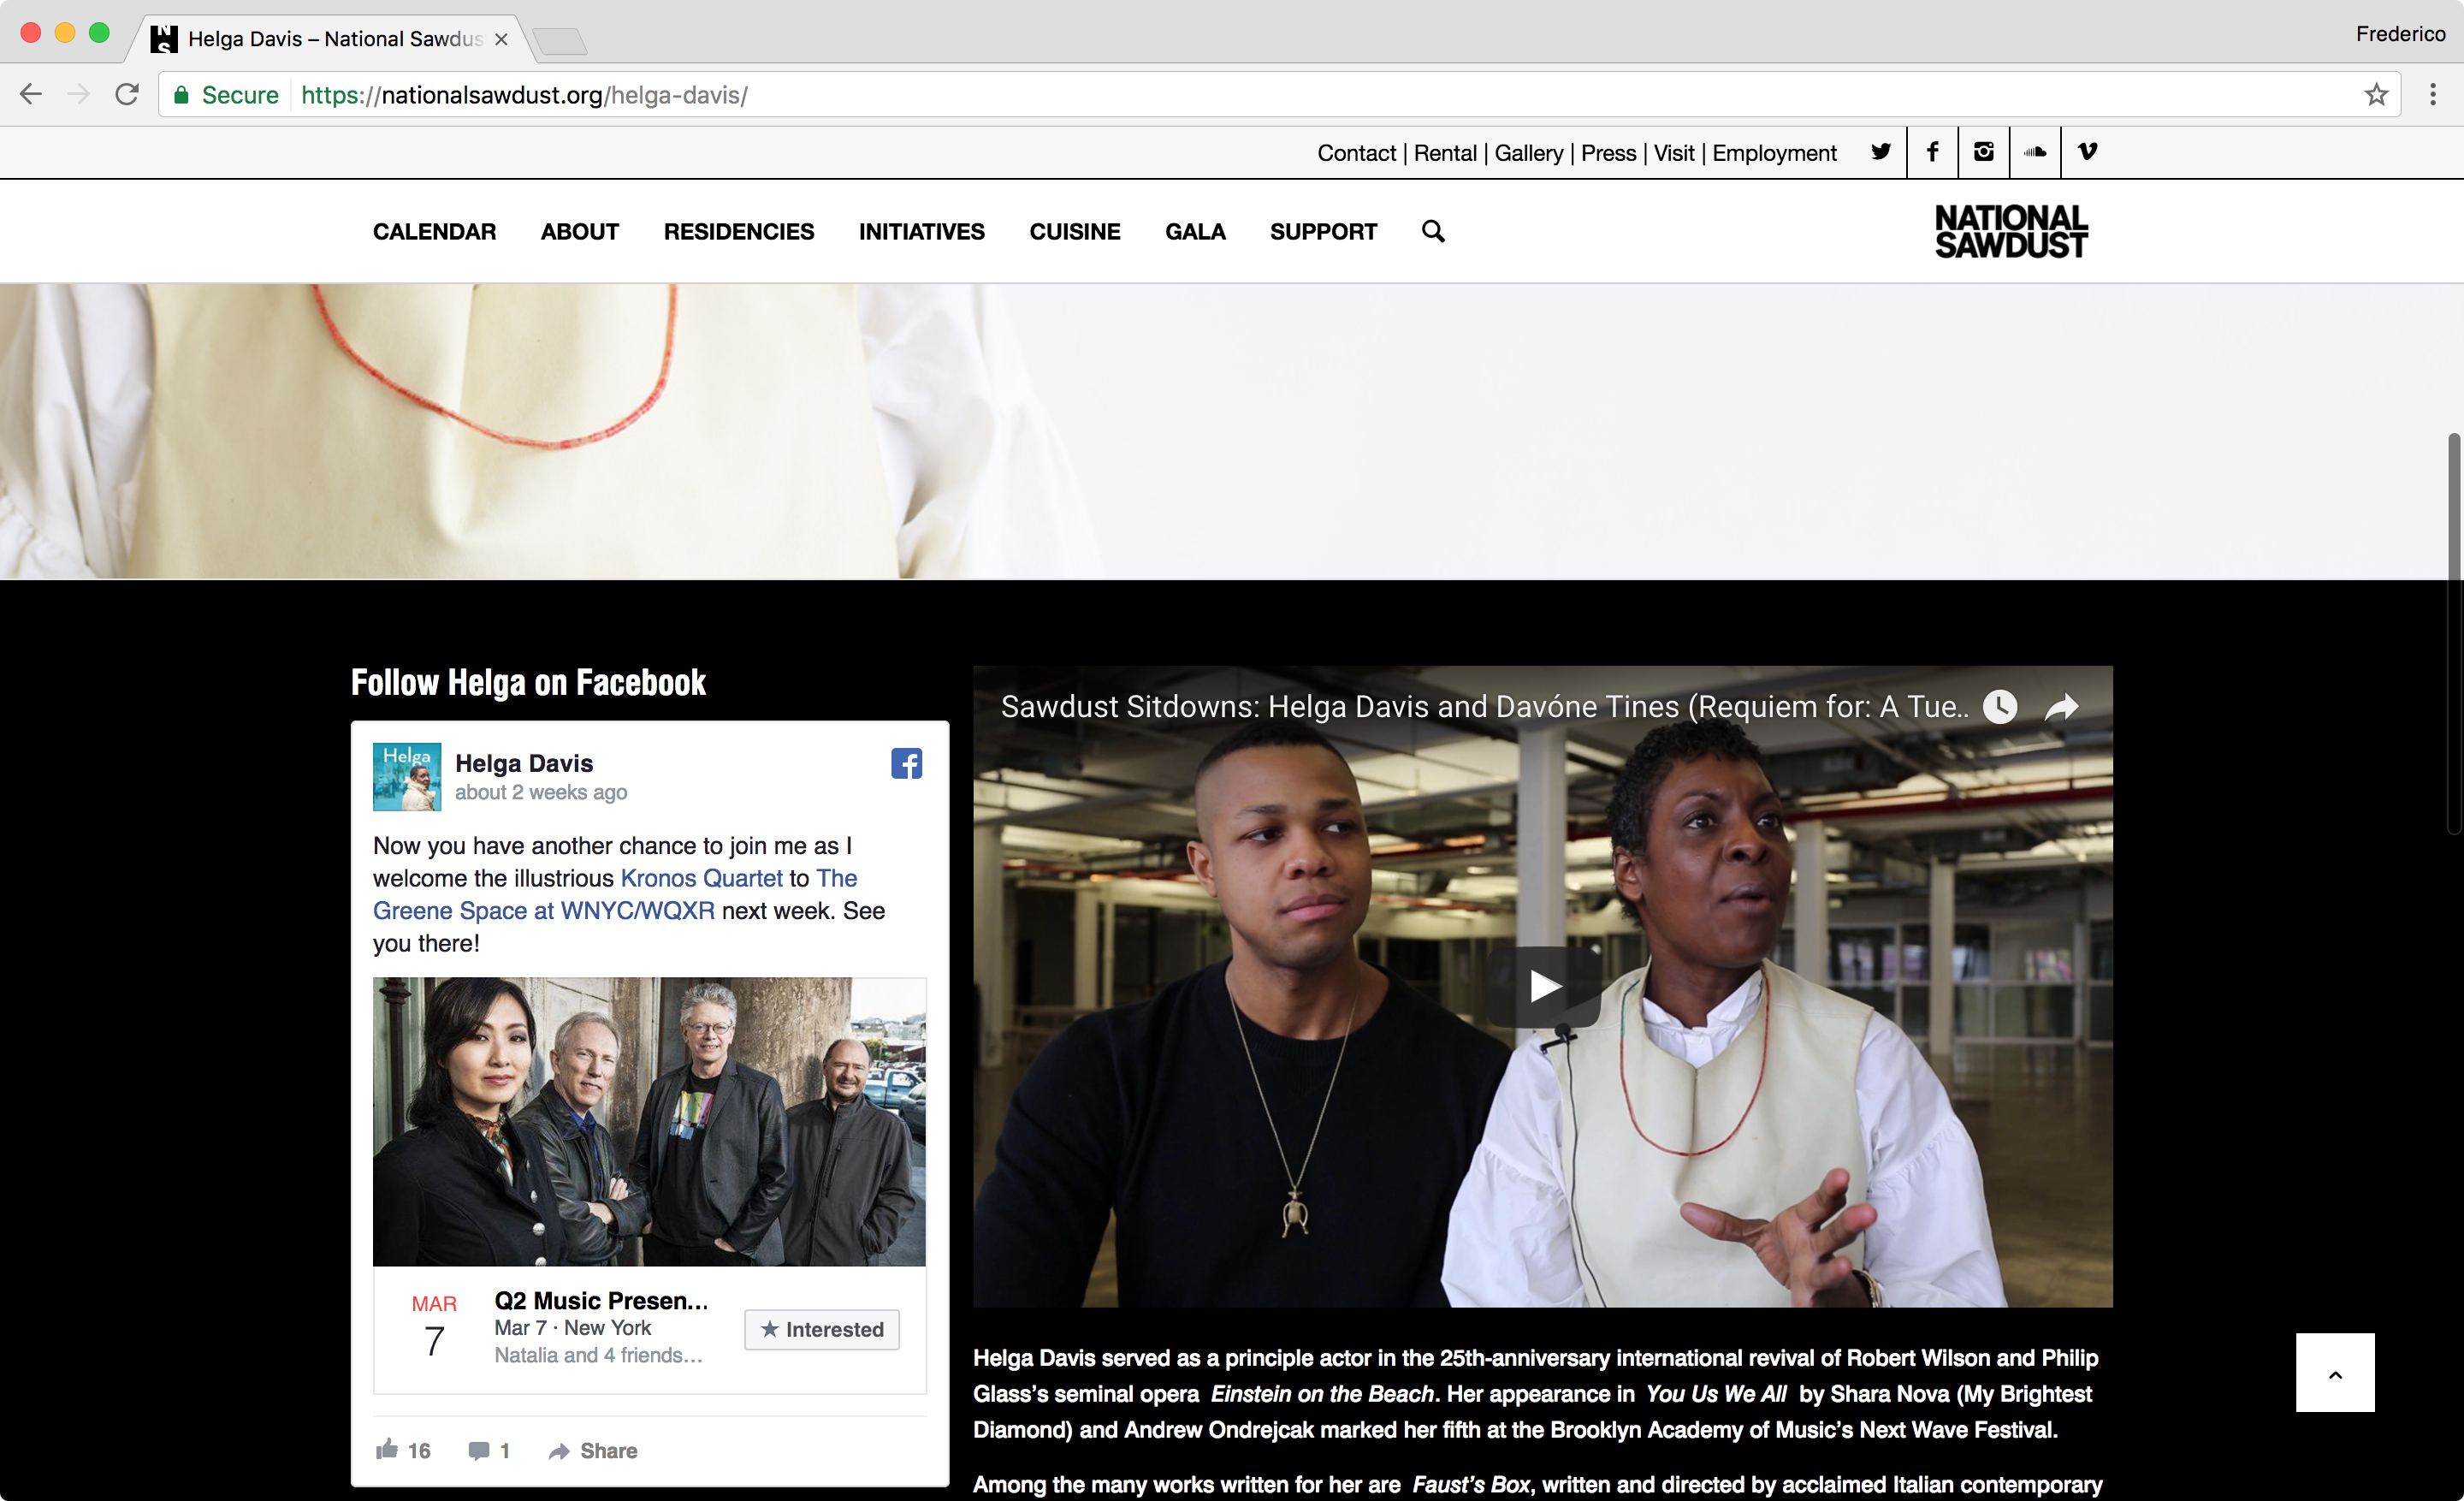 Helga Davis – National Sawdus
Frederico
Secure
https://nationalsawdust.org/helga-davis/
Contact | Rental | Gallery | Press | Visit | Employment
CALENDAR ABOUT RESIDENCIES INITIATIVES CUISINE GALA SUPPORT
NATIONAL
SAWDUST
Follow Helga on Facebook
Helga
Helga Davis
about 2 weeks ago
Now you have another chance to join me as I
welcome the illustrious Kronos Quartet to The
Greene Space at WNYC/WQXR next week. See
you there!
MAR
7
Q2 Music Presen...
Mar 7 · New York
Natalia and 4 friends...
Interested
16
1
Share
Sawdust Sitdowns: Helga Davis and Davóne Tines (Requiem for: A Tue..
Helga Davis served as a principle actor in the 25th-anniversary international revival of Robert Wilson and Philip
Glass’s seminal opera Einstein on the Beach. Her appearance in You Us We All by Shara Nova (My Brightest
Diamond) and Andrew Ondrejcak marked her fifth at the Brooklyn Academy of Music’s Next Wave Festival.
Among the many works written for her are Faust’s Box, written and directed by acclaimed Italian contemporary